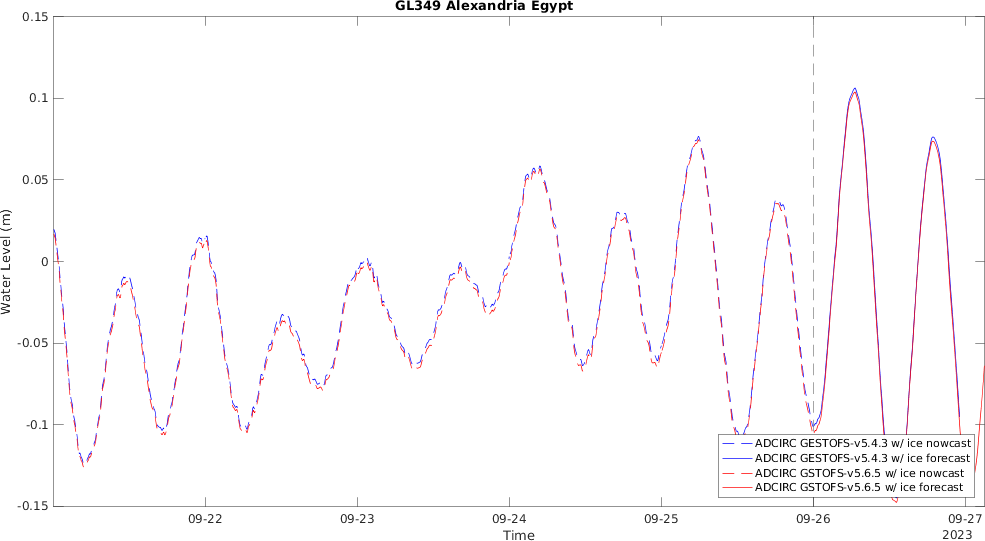 GL349 Alexandria Egypt
0.15
0.1
0.05
0
-0.05
-0.1
-0.15
Water Level (m)
ADCIRC GESTOFS-v5.4.3 w/ ice nowcast
ADCIRC GESTOFS-v5.4.3 w/ ice forecast
ADCIRC GSTOFS-v5.6.5 w/ ice nowcast
ADCIRC GSTOFS-v5.6.5 w/ ice forecast
09-22 09-23 09-24 09-25 09-26 09-27
Time 2023